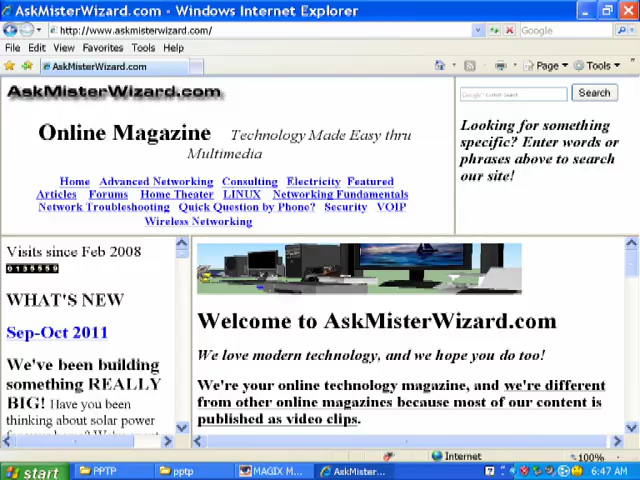 AskMisterWizard.com - Windows Internet Explorer
http://www.askmisterwizard.com/
Google
File Edit View Favorites Tools Help
AskMisterWizard.com
Page Tools
AskMisterWizard.com
Online Magazine Technology Made Easy thru
Multimedia
Home Advanced Networking Consulting Electricity Featured
Articles Forums Home Theater LINUX Networking Fundamentals
Network Troubleshooting Quick Question by Phone? Security VOIP
Wireless Networking
Search
Looking for something
specific? Enter words or
phrases above to search
our site!
Visits since Feb 2008
0135559
WHAT'S NEW
Sep-Oct 2011
We've been building
something REALLY
BIG! Have you been
thinking about solar power
Welcome to AskMisterWizard.com
We love modern technology, and we hope you do too!
We're your online technology magazine, and we're different
from other online magazines because most of our content is
published as video clips.
Internet
100%
start
PPTP
pptp
MAGIX M...
AskMister...
6:47 AM